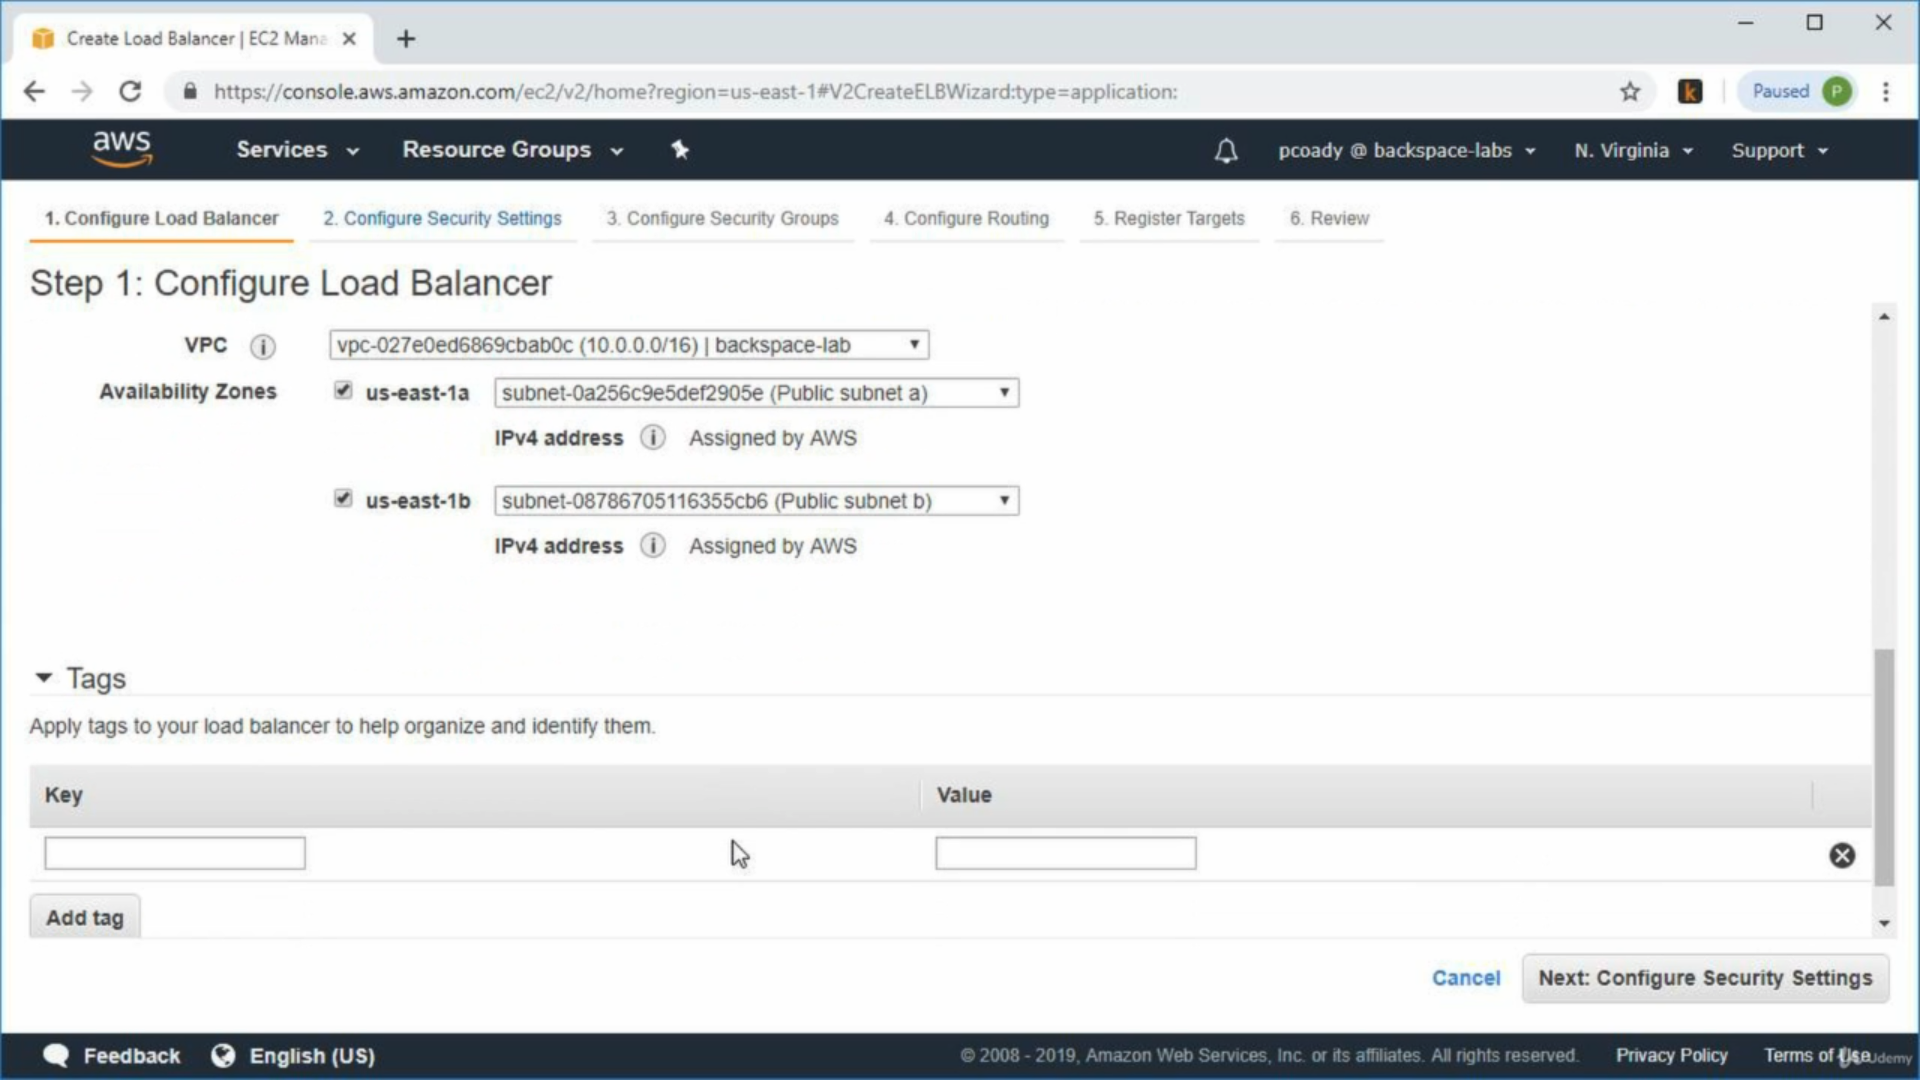 Create Load Balancer | EC2 Mana
https://console.aws.amazon.com/ec2/v2/home?region=us-east-1#V2CreateELBWizard:type=application:
k
Paused P
aws Services Resource Groups pcoady @ backspace-labs N. Virginia Support
1. Configure Load Balancer 2. Configure Security Settings 3. Configure Security Groups 4. Configure Routing 5. Register Targets 6. Review
Step 1: Configure Load Balancer
VPC i vpc-027e0ed6869cbab0c (10.0.0.0/16) | backspace-lab
Availability Zones us-east-1a subnet-0a256c9e5def2905e (Public subnet a)
IPv4 address i Assigned by AWS
us-east-1b subnet-08786705116355cb6 (Public subnet b)
IPv4 address i Assigned by AWS
Tags
Apply tags to your load balancer to help organize and identify them.
Key Value
Add tag
Cancel Next: Configure Security Settings
Feedback English (US) © 2008 - 2019, Amazon Web Services, Inc. or its affiliates. All rights reserved. Privacy Policy Terms of Use
Udemy